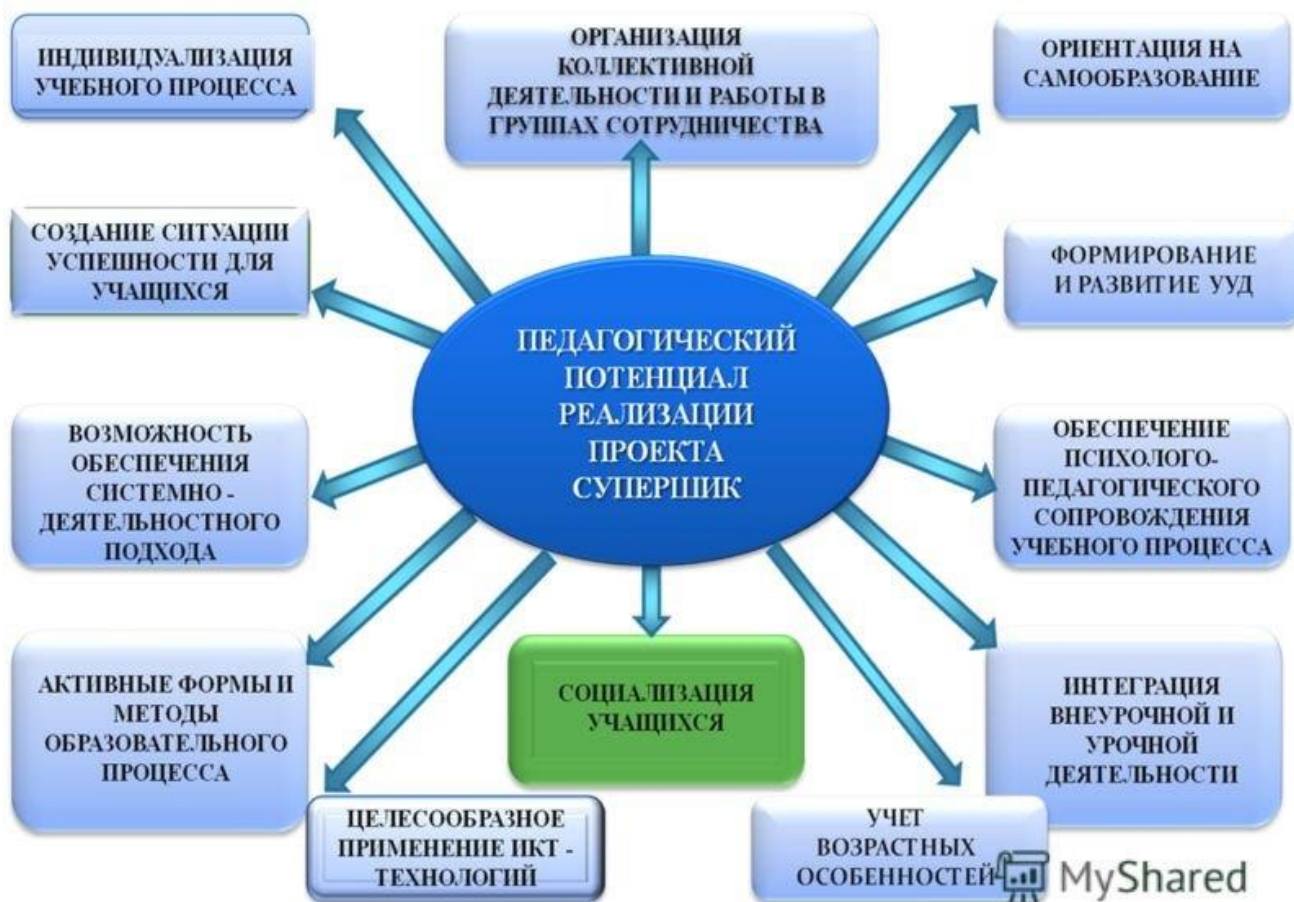 ИНДИВИДУАЛИЗАЦИЯ
УЧЕБНОГО ПРОЦЕССА
ОРГАНИЗАЦИЯ
КОЛЛЕКТИВНОЙ
ДЕЯТЕЛЬНОСТИ И РАБОТЫ В
ГРУППАХ СОТРУДНИЧЕСТВА
ОРИЕНТАЦИЯ НА
САМООБРАЗОВАНИЕ
СОЗДАНИЕ СИТУАЦИИ
УСПЕШНОСТИ ДЛЯ
УЧАЩИХСЯ
ФОРМИРОВАНИЕ
И РАЗВИТИЕ УУД
ПЕДАГОГИЧЕСКИЙ
ПОТЕНЦИАЛ
РЕАЛИЗАЦИИ
ПРОЕКТА
СУПЕРШИК
ВОЗМОЖНОСТЬ
ОБЕСПЕЧЕНИЯ
СИСТЕМНО -
ДЕЯТЕЛЬНОСТНОГО
ПОДХОДА
ОБЕСПЕЧЕНИЕ
ПСИХОЛОГО-
ПЕДАГОГИЧЕСКОГО
СОПРОВОЖДЕНИЯ
УЧЕБНОГО ПРОЦЕССА
АКТИВНЫЕ ФОРМЫ И
МЕТОДЫ
ОБРАЗОВАТЕЛЬНОГО
ПРОЦЕССА
СОЦИАЛИЗАЦИЯ
УЧАЩИХСЯ
ИНТЕГРАЦИЯ
ВНЕУРОЧНОЙ И
УРОЧНОЙ
ДЕЯТЕЛЬНОСТИ
ЦЕЛЕСООБРАЗНОЕ
ПРИМЕНЕНИЕ ИКТ -
ТЕХНОЛОГИЙ
УЧЕТ
ВОЗРАСТНЫХ
ОСОБЕННОСТЕЙ
MyShared